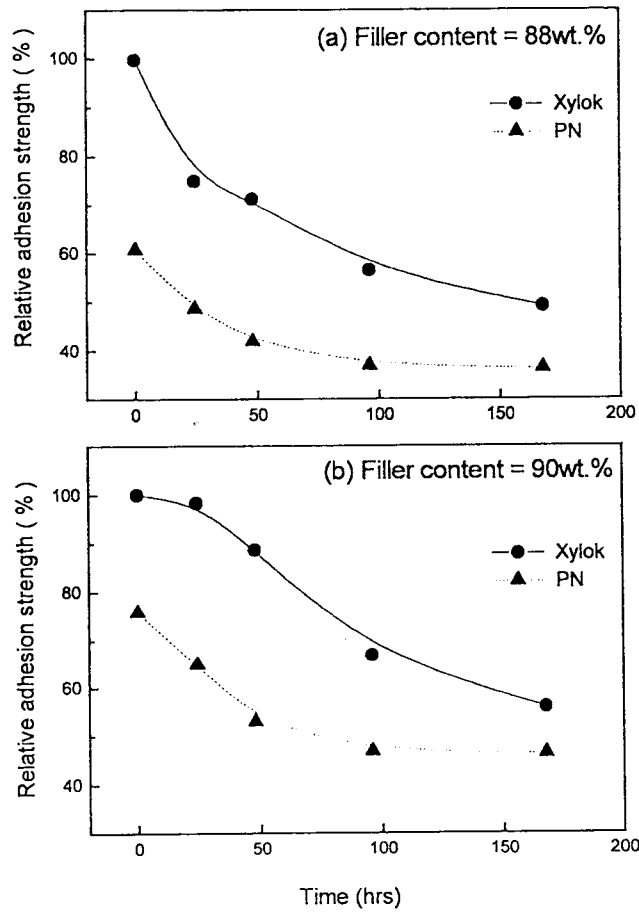 (a) Filler content = 88wt.%
Relative adhesion strength ( % )
100
80
60
40
Xylok
PN
0
50
100
150
200
(b) Filler content = 90wt.%
Relative adhesion strength ( % )
100
80
60
40
Xylok
PN
0
50
100
150
200
Time (hrs)